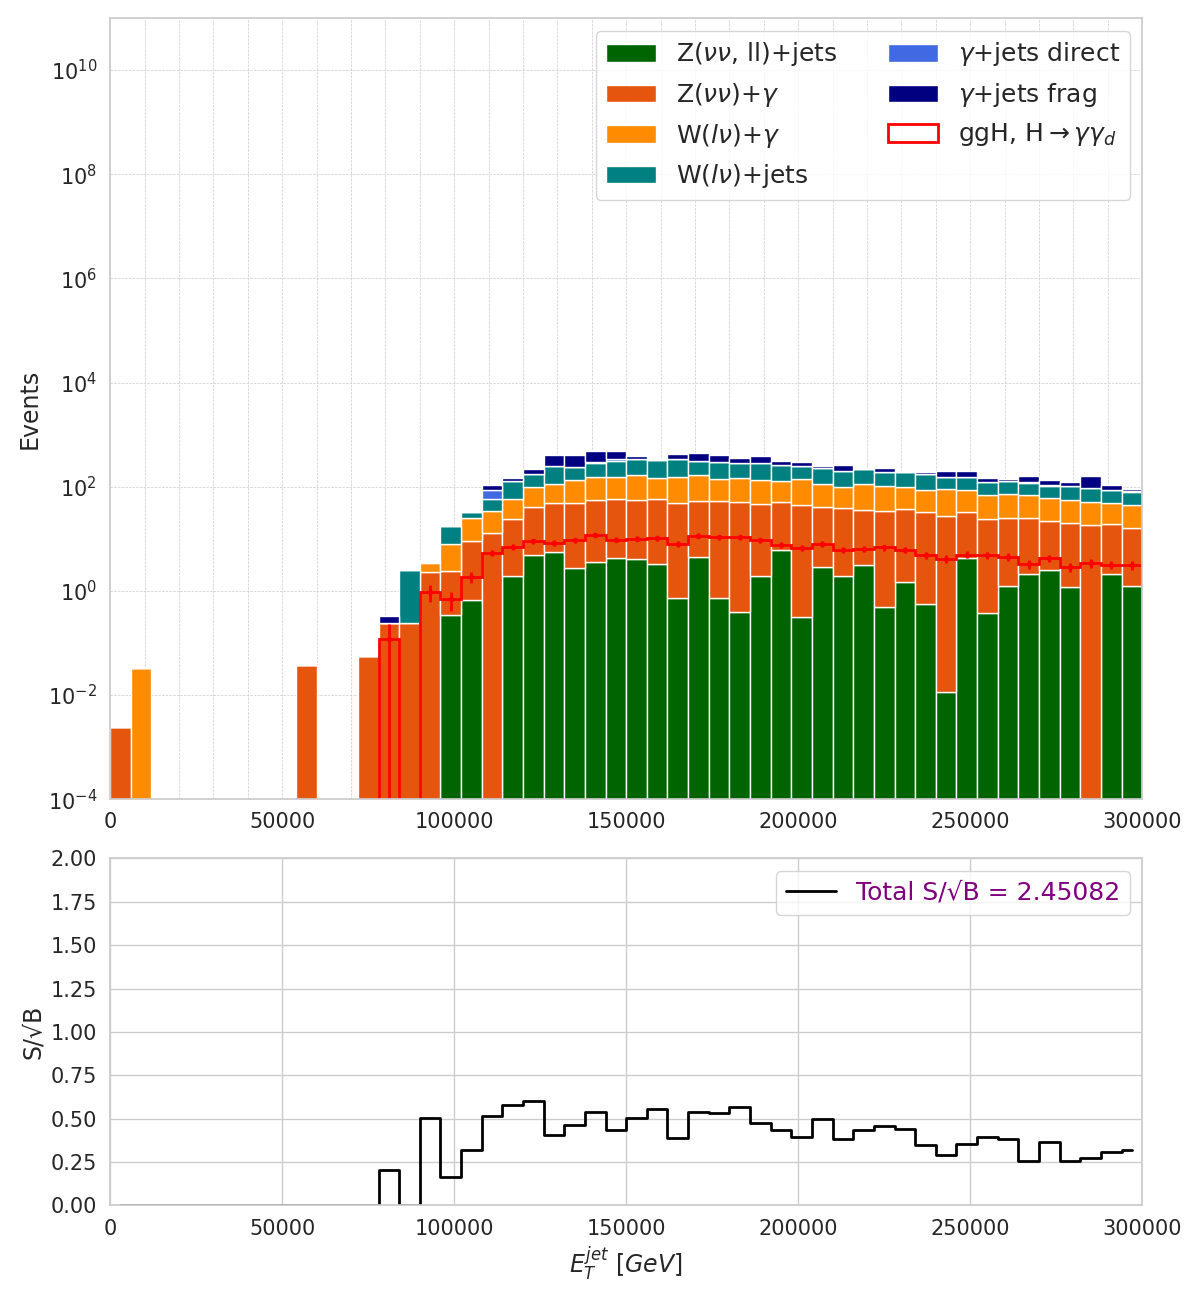 Z(νν, ll)+jets
Z(νν)+γ
W(lν)+γ
W(lν)+jets
γ+jets direct
γ+jets frag
ggH, H→γγ_d
Events
10^10
10^8
10^6
10^4
10^2
10^0
10^−2
10^−4
0 50000 100000 150000 200000 250000 300000
Total S/√B = 2.45082
S/√B
2.00
1.75
1.50
1.25
1.00
0.75
0.50
0.25
0.00
0 50000 100000 150000 200000 250000 300000
E_T^jet [GeV]